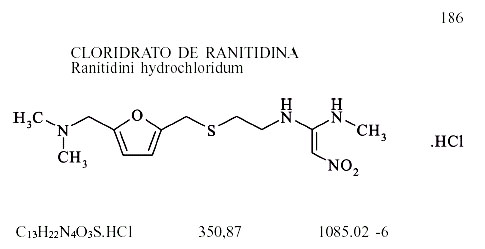 186
CLORIDRATO DE RANITIDINA
Ranitidini hydrochloridum
H₃C N CH₃ O S H N H N CH₃ NO₂
.HCl
C₁₃H₂₂N₄O₃S.HCl 350,87 1085.02 -6